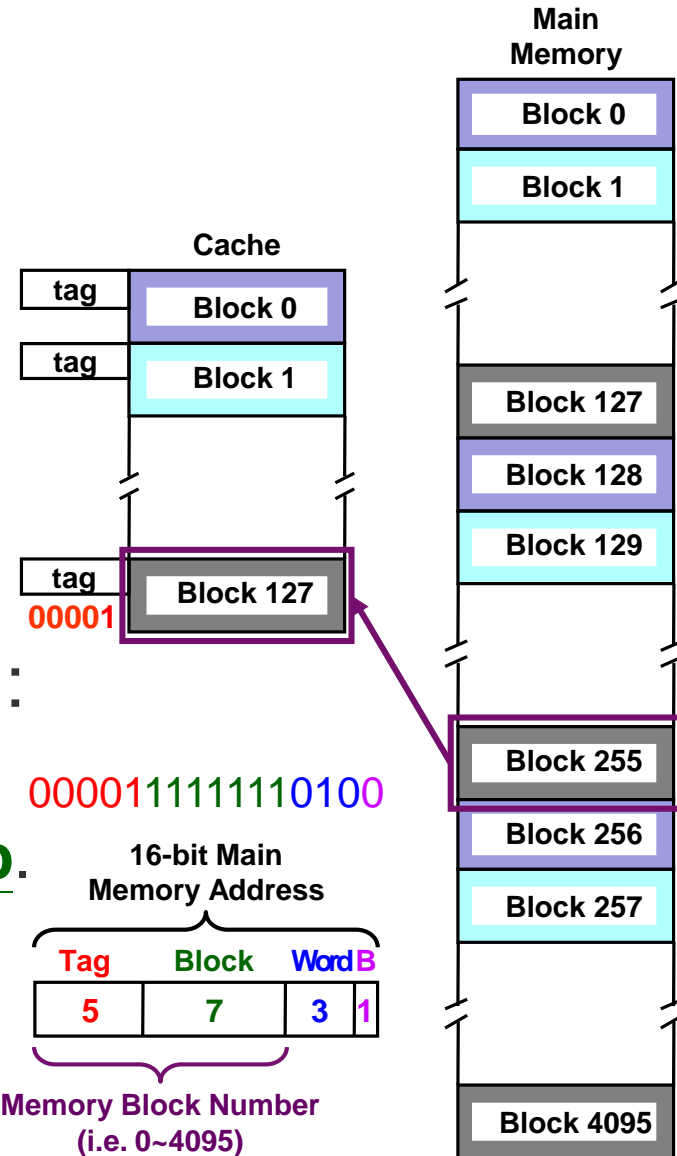 Main
Memory
Block 0
Block 1
Cache
tag
Block 0
tag
Block 1
Block 127
Block 128
Block 129
tag
Block 127
00001
:
Block 255
0000111111110100
Block 256
.
16-bit Main
Memory Address
Block 257
Tag Block Word B
5 7 3 1
Memory Block Number
(i.e. 0~4095)
Block 4095